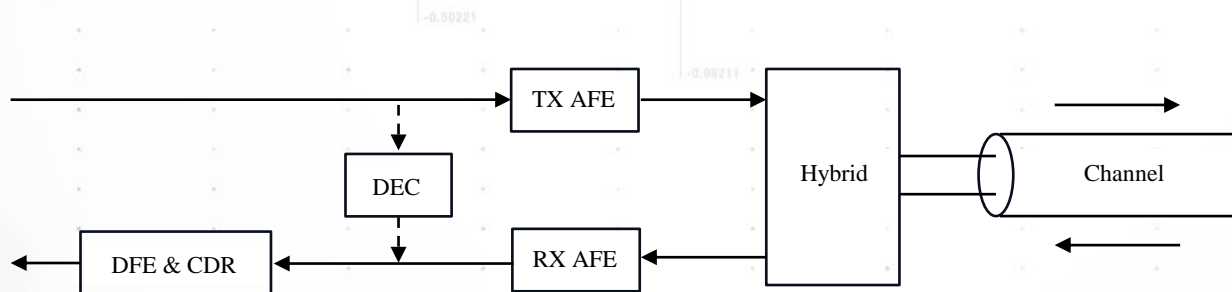 -0.50221
-0.98211
TX AFE
Hybrid
Channel
DEC
DFE & CDR
RX AFE